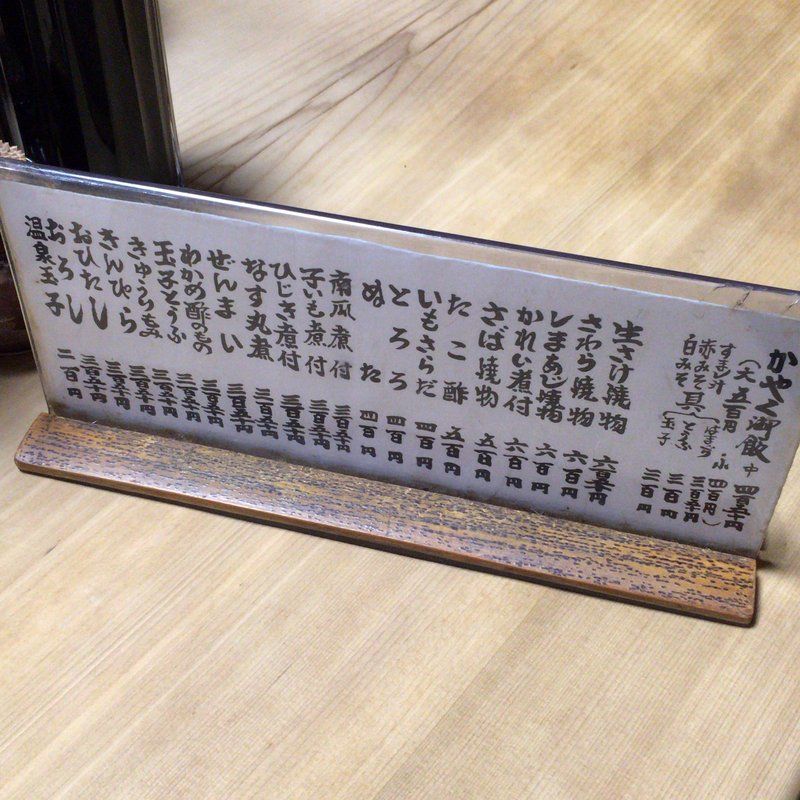 かやく御飯 中 四百五十円
（大 五百円 小 四百円）
すまし汁
赤みそ
白みそ
具
はまぐり 三百五十円
とうふ 三百円
玉子 二百円
生さけ焼物 六百五十円
さわら焼物 六百円
しまあじ焼物 六百円
かれい煮付 六百円
さば焼物 五百円
たこ酢 五百円
いもさらだ 四百円
とろろ 四百円
ぬた 四百円
南瓜煮付 三百五十円
子いも煮付 三百五十円
ひじき煮付 三百五十円
なす丸煮 三百五十円
ぜんまい 三百五十円
わかめ酢のもの 三百五十円
玉子とうふ 三百五十円
きゅうりもみ 三百五十円
きんぴら 三百五十円
おひたし 三百五十円
おろし 三百五十円
温泉玉子 二百円